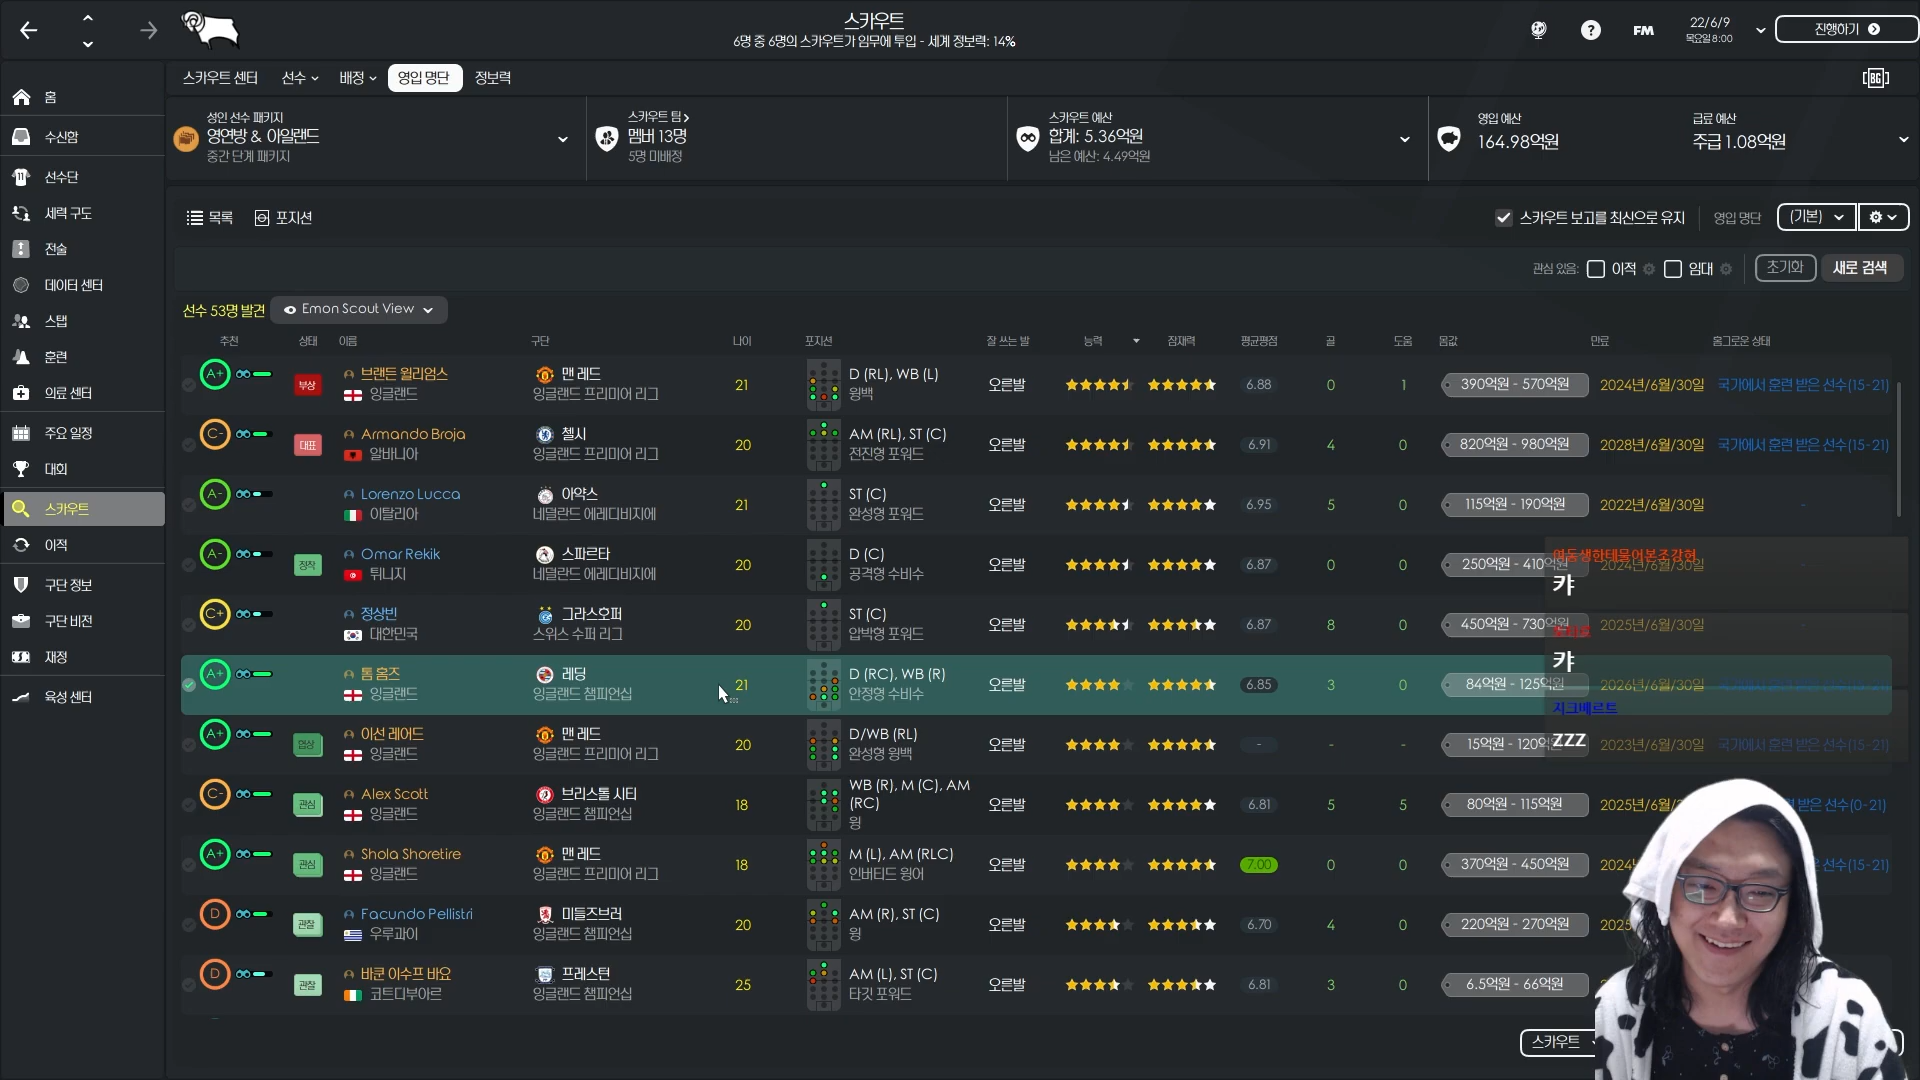 스카우트
6명 중 6명의 스카우트가 임무에 투입 - 세계 정보력: 14%
FM
22/6/9
목요일 8:00
진행하기
스카우트 센터 선수 배정 영입 명단 정보력
홈
수신함
선수단
세력 구도
전술
데이터 센터
스탭
훈련
의료 센터
주요 일정
대회
스카우트
이적
구단 정보
구단 비전
재정
육성 센터
성인 선수 패키지
영연방 & 아일랜드
중간 단계 패키지
스카우트 팀
멤버 13명
5명 미배정
스카우트 예산
합계: 5.36억원
남은 예산: 4.49억원
영입 예산
164.98억원
급료 예산
주급 1.08억원
목록 포지션
스카우트 보고를 최신으로 유지 영입 명단 (기본)
관심 있음: 이적 임대 초기화 새로 검색
선수 53명 발견 Emon Scout View
추천 상태 이름 구단 나이 포지션 잘 쓰는 발 능력 잠재력 평균평점 골 도움 몸값 만료 홈그로운 상태
A+ 부상 브랜든 윌리엄스 맨 레드 21 D (RL), WB (L) 오른발 6.88 0 1 390억원 - 570억원 2024년/6월/30일 국가에서 훈련 받은 선수(15-21)
잉글랜드 잉글랜드 프리미어 리그 윙백
C- 대표 Armando Broja 첼시 20 AM (RL), ST (C) 오른발 6.91 4 0 820억원 - 980억원 2028년/6월/30일 국가에서 훈련 받은 선수(15-21)
알바니아 잉글랜드 프리미어 리그 전진형 포워드
A- Lorenzo Lucca 아약스 21 ST (C) 오른발 6.95 5 0 115억원 - 190억원 2022년/6월/30일 -
이탈리아 네덜란드 에레디비지에 완성형 포워드
A- 정착 Omar Rekik 스파르타 20 D (C) 오른발 6.87 0 0 250억원 - 410억원 2024년/6월/30일
튀니지 네덜란드 에레디비지에 공격형 수비수
C+ 정상빈 그라스호퍼 20 ST (C) 오른발 6.87 8 0 450억원 - 730억원 2025년/6월/30일
대한민국 스위스 수퍼 리그 압박형 포워드
A+ 톰 홈즈 레딩 21 D (RC), WB (R) 오른발 6.85 3 0 84억원 - 125억원 2026년/6월/30일
잉글랜드 잉글랜드 챔피언십 안정형 수비수
A+ 협상 이선 레어드 맨 레드 20 D/WB (RL) 오른발 - - - 15억원 - 120억원 2023년/6월/30일 국가에서 훈련 받은 선수(15-21)
잉글랜드 잉글랜드 프리미어 리그 완성형 윙백
C- 관심 Alex Scott 브리스톨 시티 18 WB (R), M (C), AM (RC) 오른발 6.81 5 5 80억원 - 115억원 2025년/6월/ 받은 선수(0-21)
잉글랜드 잉글랜드 챔피언십 윙
A+ 관심 Shola Shoretire 맨 레드 18 M (L), AM (RLC) 오른발 7.00 0 0 370억원 - 450억원 2024 은 선수(15-21)
잉글랜드 잉글랜드 프리미어 리그 인버티드 윙어
D 관찰 Facundo Pellistri 미들즈브러 20 AM (R), ST (C) 오른발 6.70 4 0 220억원 - 270억원 2025
우루과이 잉글랜드 챔피언십 윙
D 관찰 바쿤 이수프 바요 프레스턴 25 AM (L), ST (C) 오른발 6.81 3 0 6.5억원 - 66억원
코트디부아르 잉글랜드 챔피언십 타깃 포워드
캬
캬
지크베르트
ZZZ
스카우트